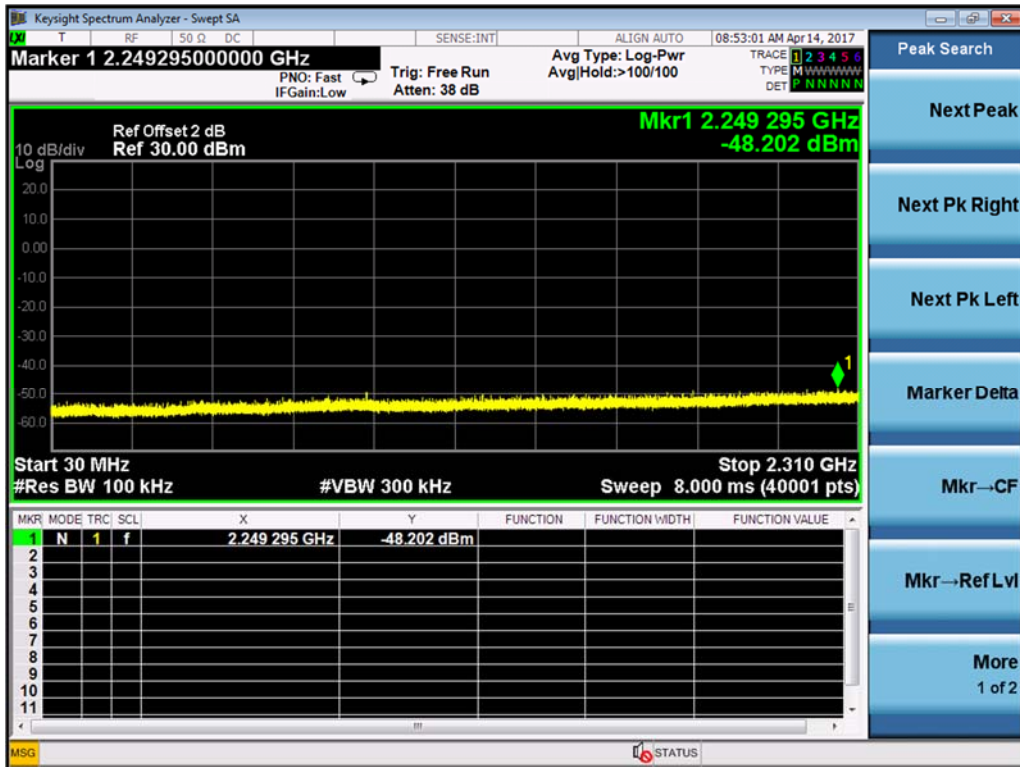 Keysight Spectrum Analyzer - Swept SA
LXI T RF 50 Ω DC SENSE:INT ALIGN AUTO 08:53:01 AM Apr 14, 2017
Marker 1 2.249295000000 GHz
PNO: Fast
IFGain:Low
Trig: Free Run
Atten: 38 dB
Avg Type: Log-Pwr
Avg|Hold:>100/100
TRACE 1 2 3 4 5 6
TYPE M W W W W W
DET P N N N N N
Mkr1 2.249 295 GHz
-48.202 dBm
Ref Offset 2 dB
10 dB/div Ref 30.00 dBm
Log
20.0
10.0
0.00
-10.0
-20.0
-30.0
-40.0
-50.0
-60.0
1
Start 30 MHz Stop 2.310 GHz
#Res BW 100 kHz #VBW 300 kHz Sweep 8.000 ms (40001 pts)
MKR MODE TRC SCL X Y FUNCTION FUNCTION WIDTH FUNCTION VALUE
1 N 1 f 2.249 295 GHz -48.202 dBm
2
3
4
5
6
7
8
9
10
11
MSG STATUS
Peak Search
Next Peak
Next Pk Right
Next Pk Left
Marker Delta
Mkr→CF
Mkr→Ref Lvl
More
1 of 2